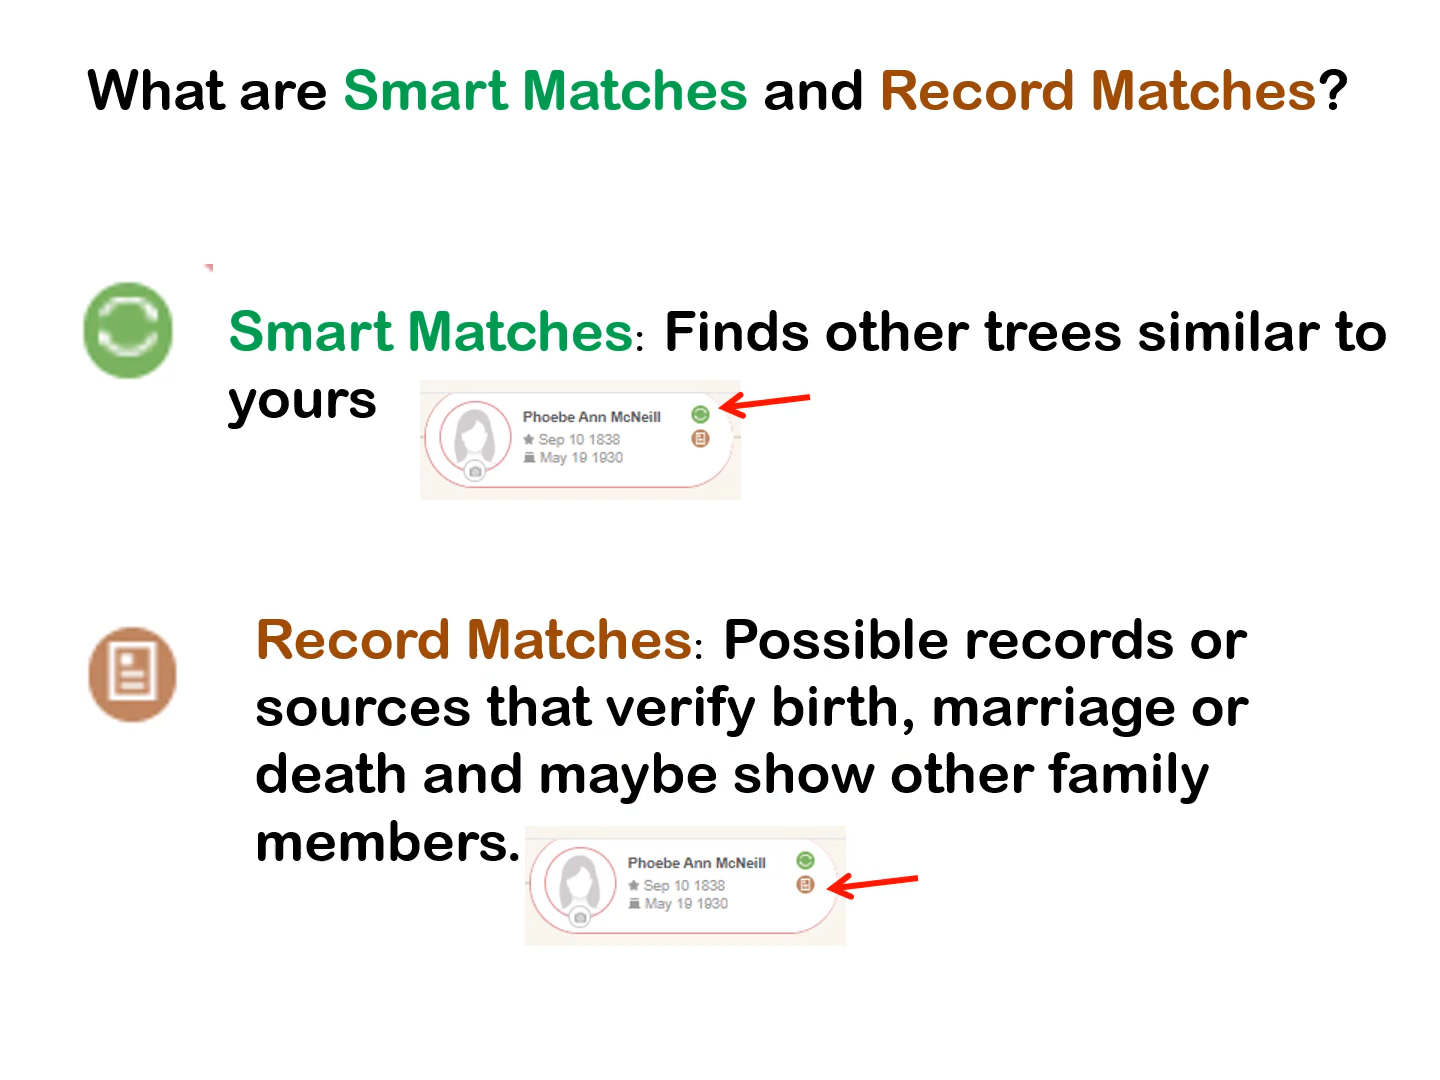 What are Smart Matches and Record Matches?
Smart Matches: Finds other trees similar to
yours
Phoebe Ann McNeill
Sep 10 1838
May 19 1930
Record Matches: Possible records or
sources that verify birth, marriage or
death and maybe show other family
members.
Phoebe Ann McNeill
Sep 10 1838
May 19 1930